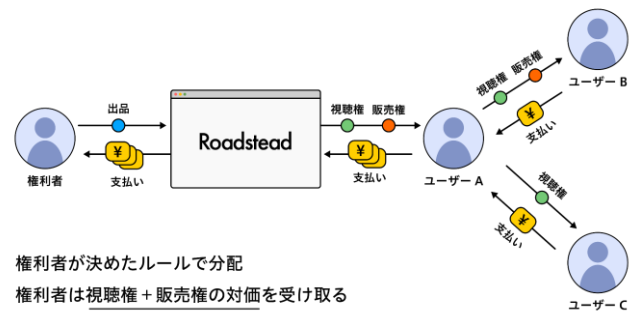 出品
権利者
¥
支払い
Roadstead
視聴権 販売権
¥
支払い
ユーザー A
視聴権 販売権
¥
支払い
ユーザー B
視聴権
¥
支払い
ユーザー C
権利者が決めたルールで分配
権利者は視聴権+販売権の対価を受け取る